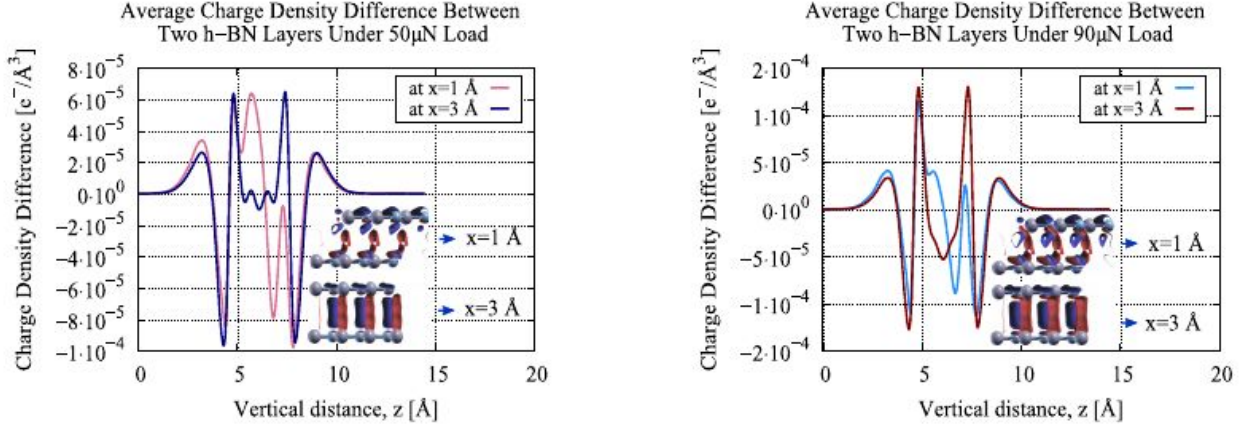 Average Charge Density Difference Between
Two h-BN Layers Under 50μN Load
Charge Density Difference [e⁻/Å³]
8·10⁻⁵
6·10⁻⁵
4·10⁻⁵
2·10⁻⁵
0·10⁰
−2·10⁻⁵
−4·10⁻⁵
−6·10⁻⁵
−8·10⁻⁵
−1·10⁻⁴
at x=1 Å
at x=3 Å
x=1 Å
x=3 Å
0 5 10 15 20
Vertical distance, z [Å]
Average Charge Density Difference Between
Two h-BN Layers Under 90μN Load
Charge Density Difference [e⁻/Å³]
2·10⁻⁴
1·10⁻⁴
5·10⁻⁵
0·10⁰
−5·10⁻⁵
−1·10⁻⁴
−2·10⁻⁴
at x=1 Å
at x=3 Å
x=1 Å
x=3 Å
0 5 10 15 20
Vertical distance, z [Å]